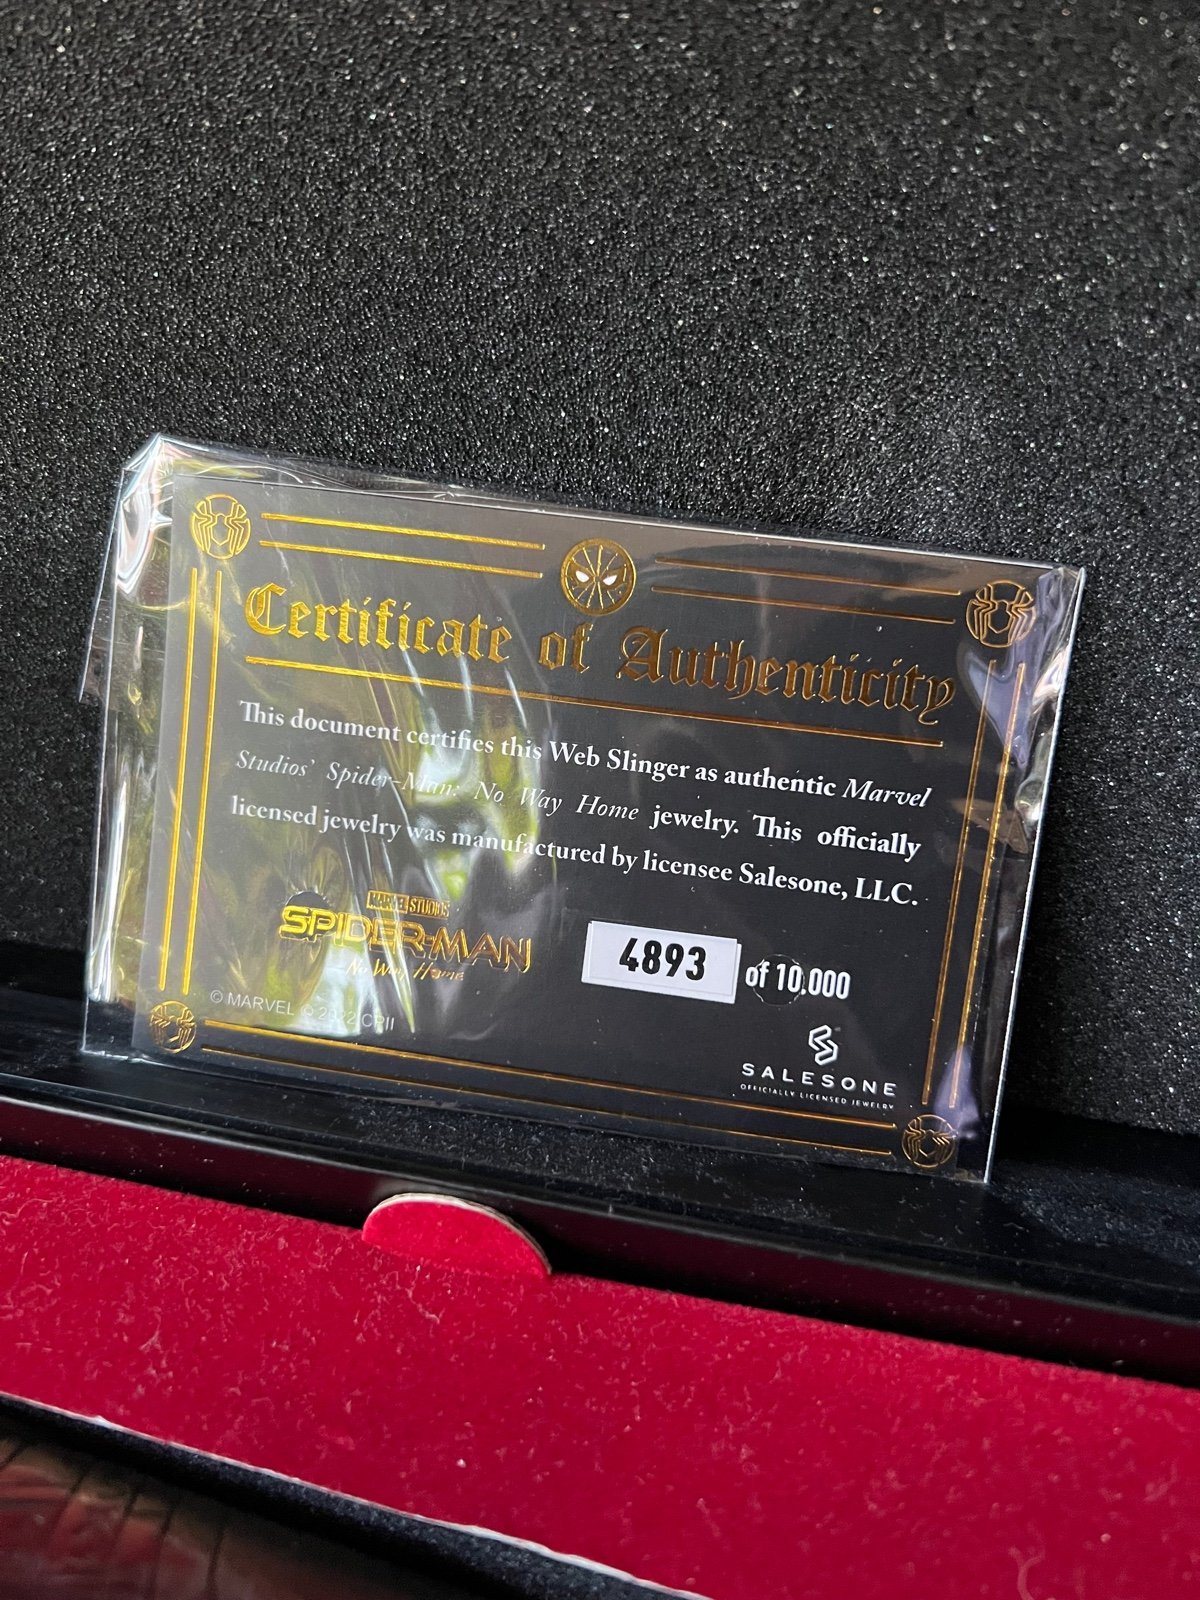 Certificate of Authenticity
This document certifies this Web Slinger as authentic Marvel
Studios' Spider-Man: No Way Home jewelry. This officially
licensed jewelry was manufactured by licensee Salesone, LLC.
MARVEL STUDIOS
SPIDER-MAN
No Way Home
4893 of 10,000
© MARVEL © 2022 CPII
SALESONE
OFFICIALLY LICENSED JEWELRY